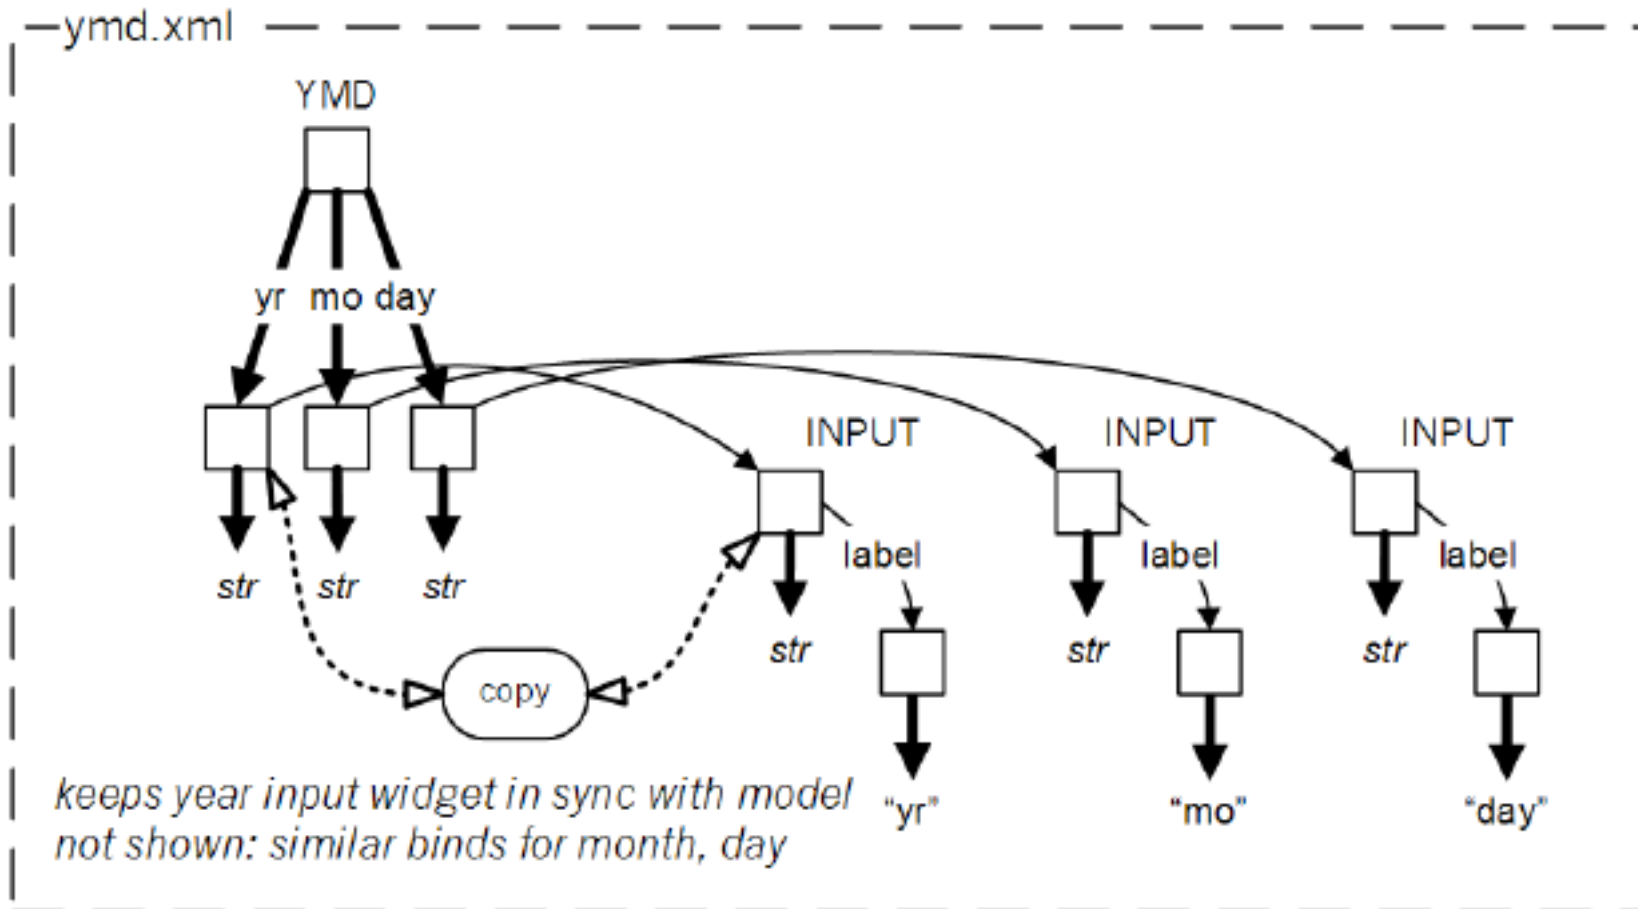 ymd.xml
YMD
yr mo day
INPUT INPUT INPUT
str str str
label label label
str str str
copy
keeps year input widget in sync with model
not shown: similar binds for month, day
“yr” “mo” “day”